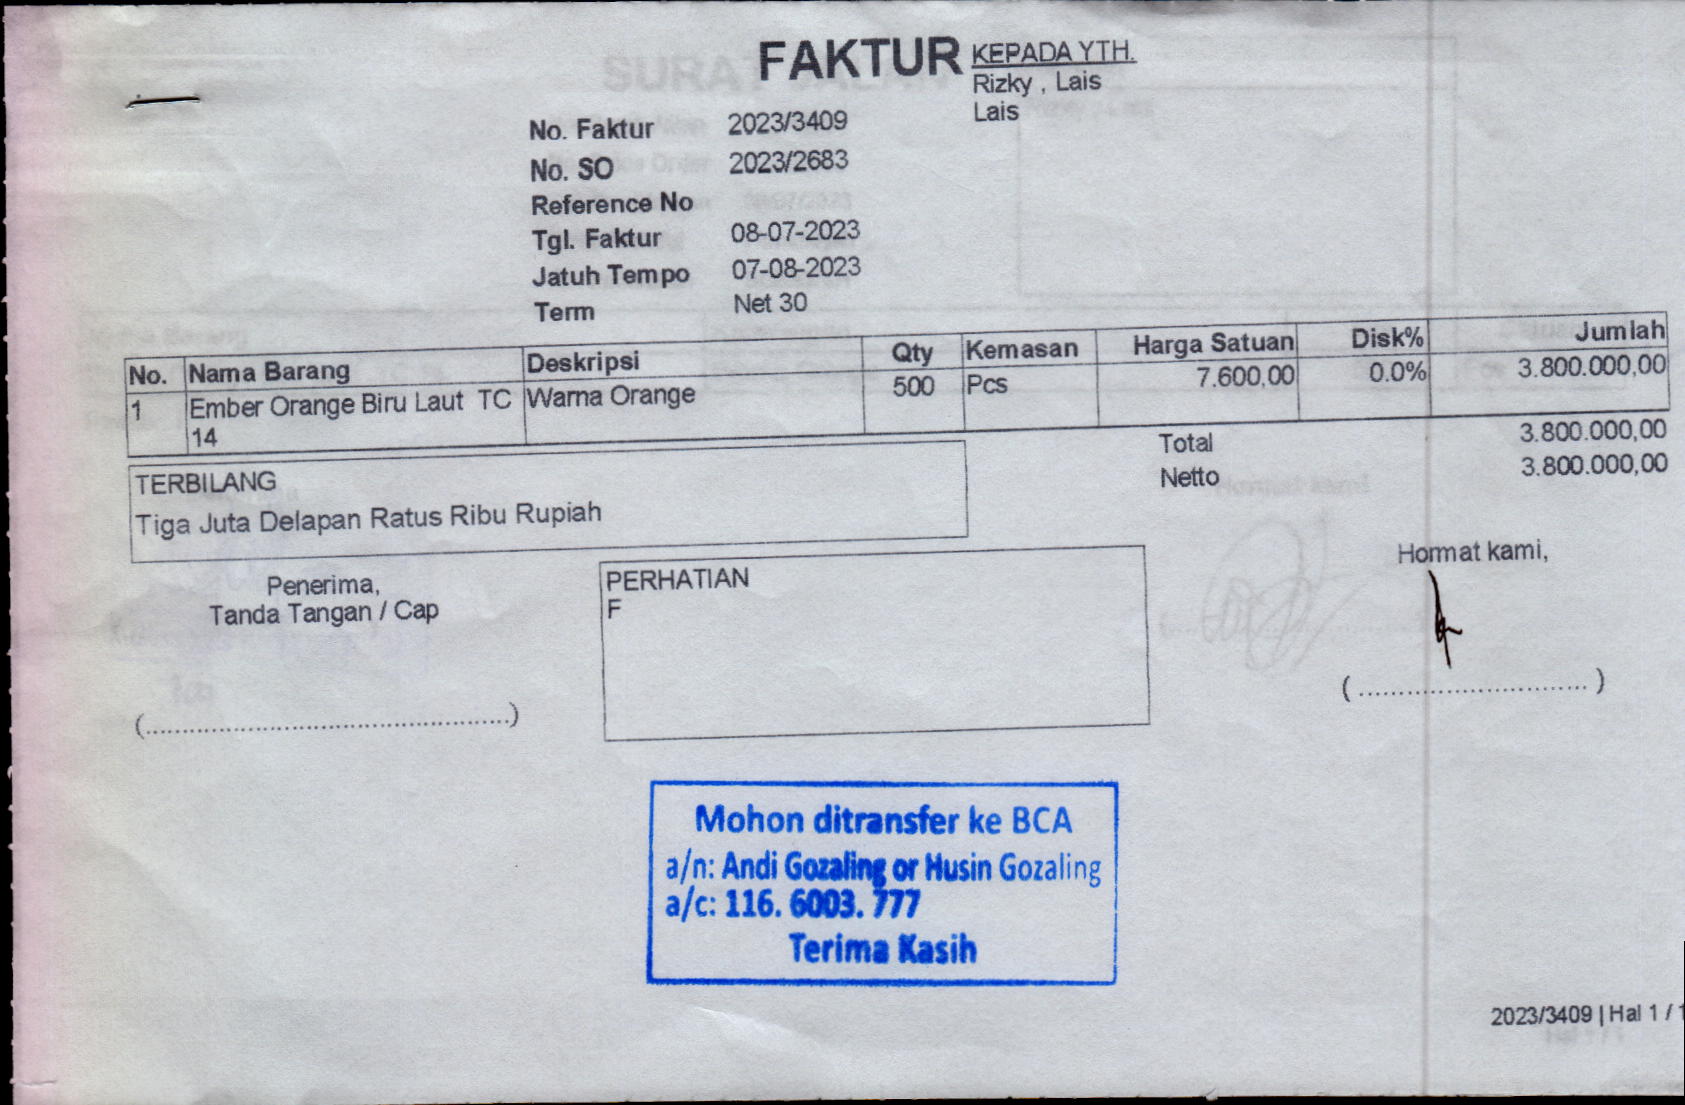 FAKTUR
KEPADA YTH.
Rizky , Lais
Lais
No. Faktur 2023/3409
No. SO 2023/2683
Reference No
Tgl. Faktur 08-07-2023
Jatuh Tempo 07-08-2023
Term Net 30
No. Nama Barang Deskripsi Qty Kemasan Harga Satuan Disk% Jumlah
1 Ember Orange Biru Laut TC Warna Orange 500 Pcs 7.600,00 0.0% 3.800.000,00
14
Total 3.800.000,00
Netto 3.800.000,00
TERBILANG
Tiga Juta Delapan Ratus Ribu Rupiah
Penerima,
Tanda Tangan / Cap
(................................................)
PERHATIAN
F
Hormat kami,
( ............................. )
Mohon ditransfer ke BCA
a/n: Andi Gozaling or Husin Gozaling
a/c: 116. 6003. 777
Terima Kasih
2023/3409 | Hal 1 / 1